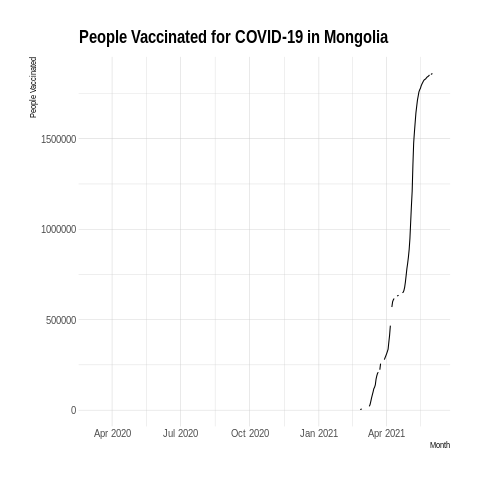 People Vaccinated for COVID-19 in Mongolia
People Vaccinated
1500000
1000000
500000
0
Apr 2020 Jul 2020 Oct 2020 Jan 2021 Apr 2021
Month